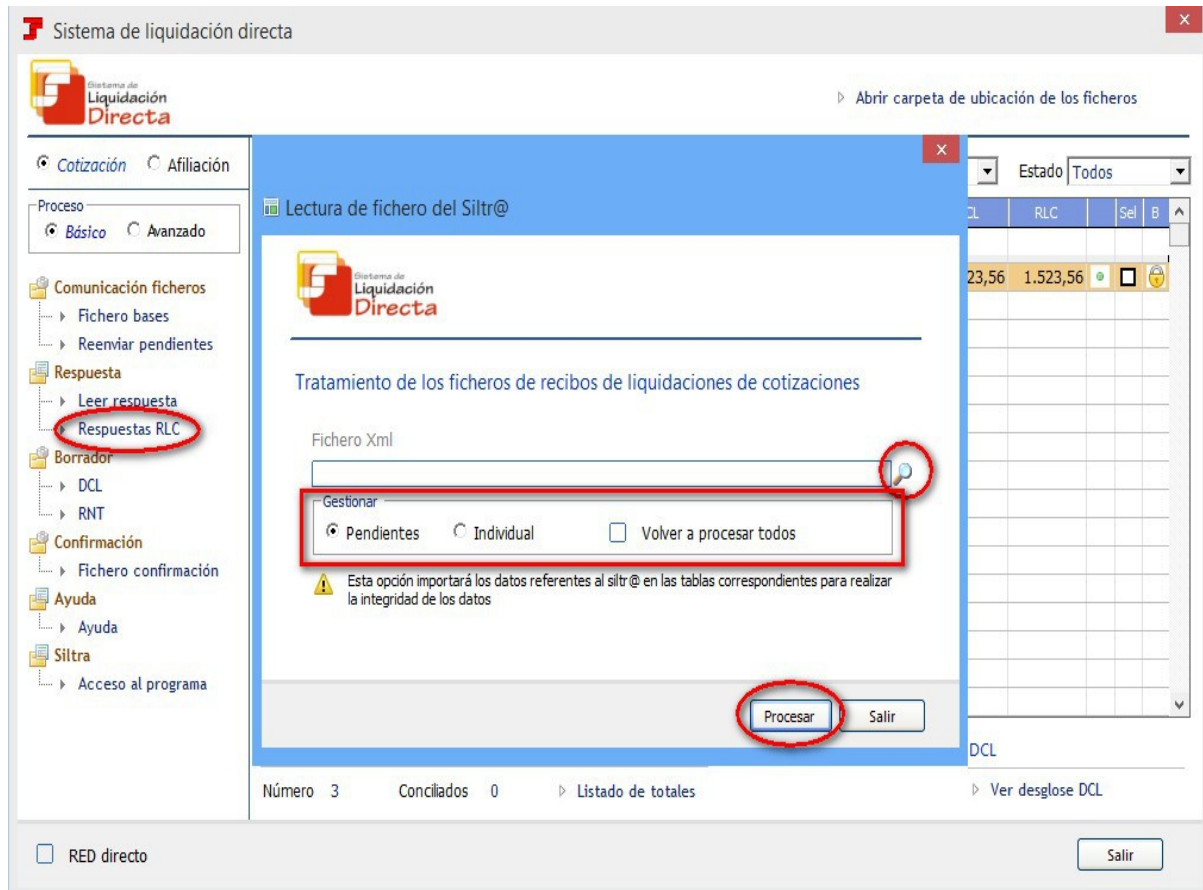 Sistema de liquidación directa
x
Sistema de
Liquidación
Directa
Abrir carpeta de ubicación de los ficheros
Cotización Afiliación
Proceso
Básico Avanzado
Comunicación ficheros
Fichero bases
Reenviar pendientes
Respuesta
Leer respuesta
Respuestas RLC
Borrador
DCL
RNT
Confirmación
Fichero confirmación
Ayuda
Ayuda
Siltra
Acceso al programa
x
Lectura de fichero del Siltr@
Sistema de
Liquidación
Directa
Tratamiento de los ficheros de recibos de liquidaciones de cotizaciones
Fichero Xml
Gestionar
Pendientes Individual Volver a procesar todos
Esta opción importará los datos referentes al siltr@ en las tablas correspondientes para realizar
la integridad de los datos
Procesar Salir
Estado Todos
CL RLC Sel B
23,56 1.523,56
DCL
Número 3 Conciliados 0 Listado de totales
Ver desglose DCL
RED directo
Salir